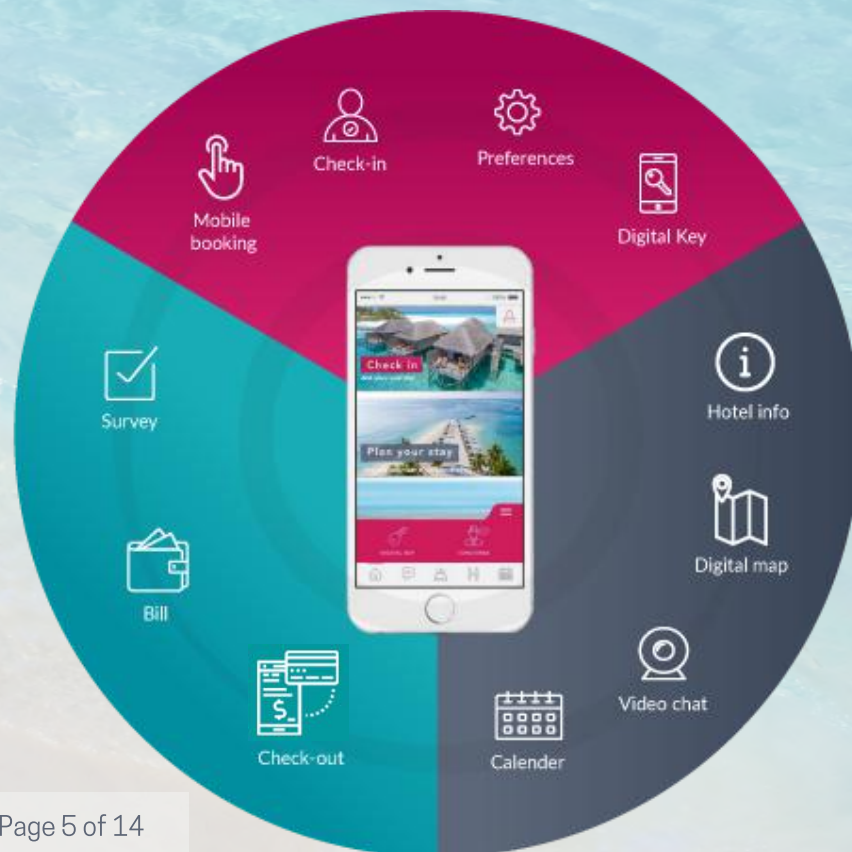 Check-in
Preferences
Mobile
booking
Digital Key
Check in
Plan your stay
Survey
Hotel info
Digital map
Bill
Video chat
Check-out
Calender
Page 5 of 14